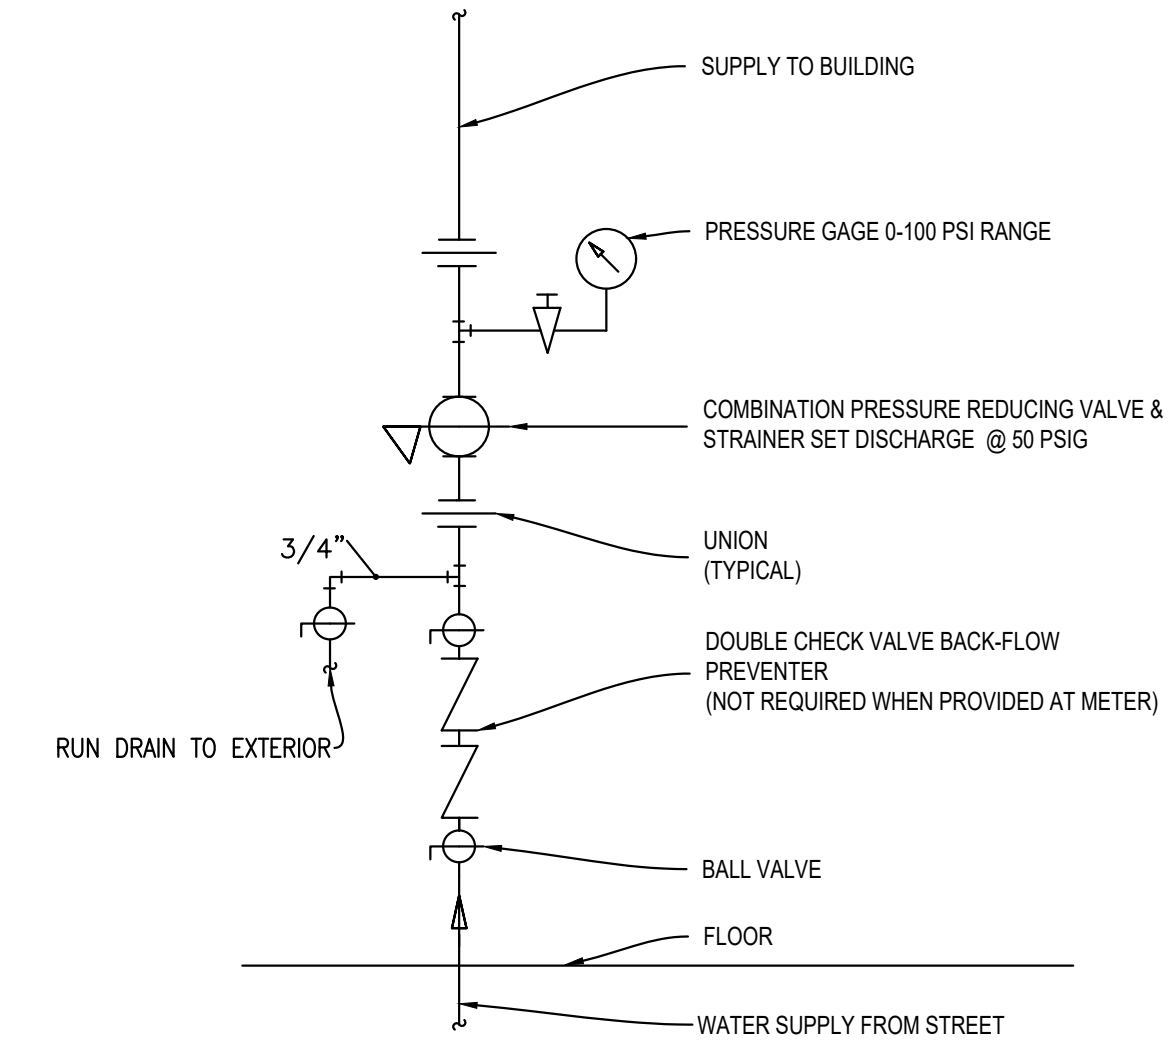 SUPPLY TO BUILDING
PRESSURE GAGE 0-100 PSI RANGE
COMBINATION PRESSURE REDUCING VALVE &
STRAINER SET DISCHARGE @ 50 PSIG
UNION
(TYPICAL)
3/4"
DOUBLE CHECK VALVE BACK-FLOW
PREVENTER
(NOT REQUIRED WHEN PROVIDED AT METER)
RUN DRAIN TO EXTERIOR
BALL VALVE
FLOOR
WATER SUPPLY FROM STREET